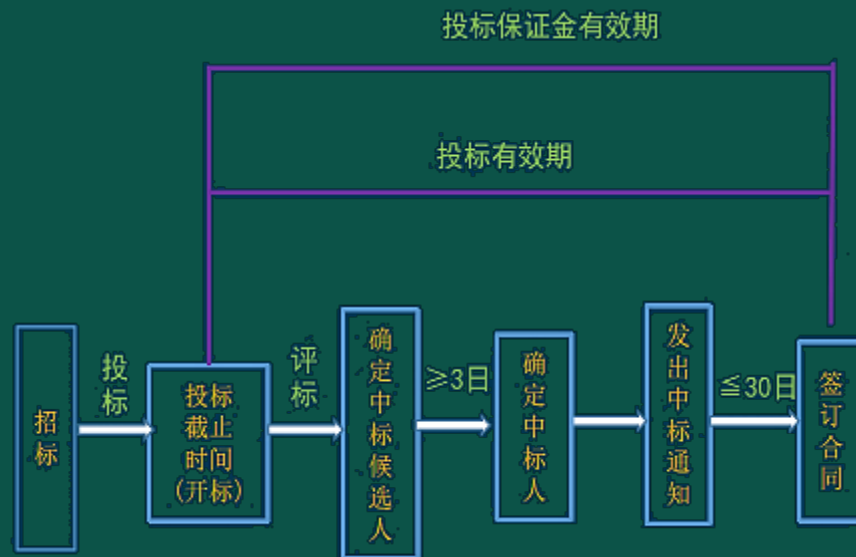 投标保证金有效期
投标有效期
招标
投标
投标
截止
时间
(开标)
评标
确定中标候选人
≥3日
确定中标人
发出中标通知
≦30日
签订合同